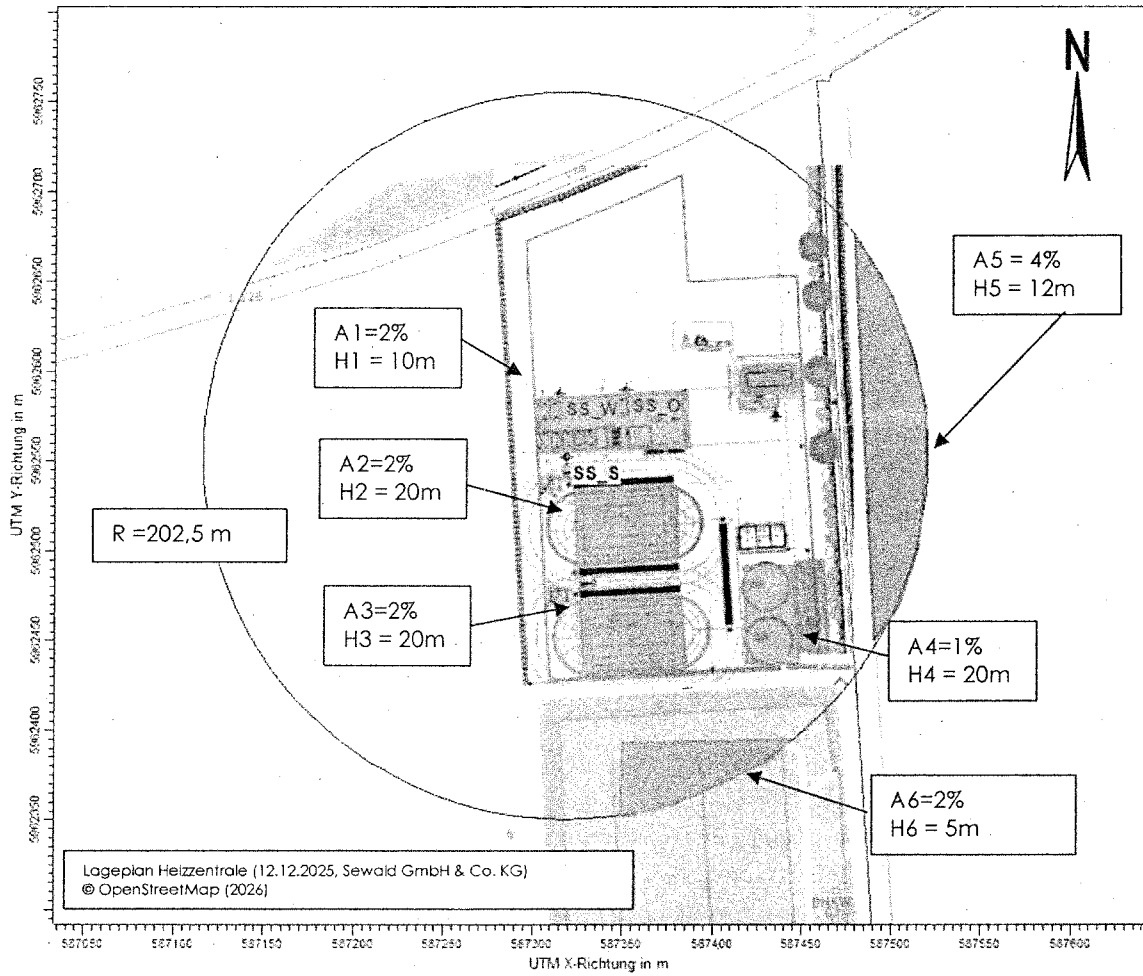 N
A5 = 4%
H5 = 12m
A1=2%
H1 = 10m
SS_W
SS_O
A2=2%
H2 = 20m
SS_S
R =202,5 m
A3=2%
H3 = 20m
A4=1%
H4 = 20m
A6=2%
H6 = 5m
Lageplan Heizzentrale (12.12.2025, Sewald GmbH & Co. KG)
© OpenStreetMap (2026)
UTM Y-Richtung in m
5962750
5962700
5962650
5962600
5962550
5962500
5962450
5962400
5962350
587050 587100 587150 587200 587250 587300 587350 587400 587450 587500 587550 587600
UTM X-Richtung in m